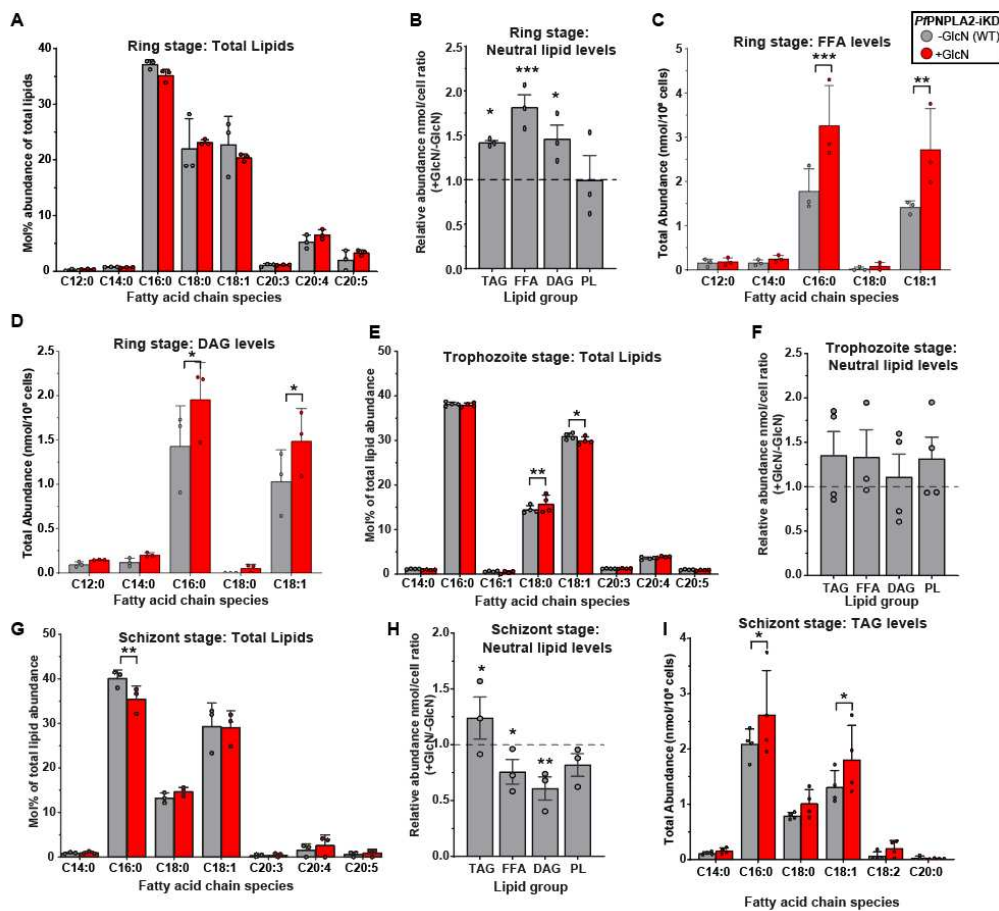 A
Ring stage: Total Lipids
Mol% abundance of total lipids
40
30
20
10
0
C12:0 C14:0 C16:0 C18:0 C18:1 C20:3 C20:4 C20:5
Fatty acid chain species
B
Ring stage:
Neutral lipid levels
Relative abundance nmol/cell ratio
(+GlcN/-GlcN)
2.5
2.0
1.5
1.0
0.5
0.0
* *** *
TAG FFA DAG PL
Lipid group
C
Ring stage: FFA levels
Total Abundance (nmol/10⁸ cells)
5
4
3
2
1
0
*** **
C12:0 C14:0 C16:0 C18:0 C18:1
Fatty acid chain species
PfPNPLA2-iKD
-GlcN (WT)
+GlcN
D
Ring stage: DAG levels
Total Abundance (nmol/10⁸ cells)
2.5
2.0
1.5
1.0
0.5
0.0
* *
C12:0 C14:0 C16:0 C18:0 C18:1
Fatty acid chain species
E
Trophozoite stage: Total Lipids
Mol% of total lipid abundance
50
40
30
20
10
0
** *
C14:0 C16:0 C16:1 C18:0 C18:1 C20:3 C20:4 C20:5
Fatty acid chain species
F
Trophozoite stage:
Neutral lipid levels
Relative abundance nmol/cell ratio
(+GlcN/-GlcN)
2.5
2.0
1.5
1.0
0.5
0.0
TAG FFA DAG PL
Lipid group
G
Schizont stage: Total Lipids
Mol% of total lipid abundance
50
40
30
20
10
0
**
C14:0 C16:0 C18:0 C18:1 C20:3 C20:4 C20:5
Fatty acid chain species
H
Schizont stage:
Neutral lipid levels
Relative abundance nmol/cell ratio
(+GlcN/-GlcN)
2.0
1.5
1.0
0.5
0.0
* * **
TAG FFA DAG PL
Lipid group
I
Schizont stage: TAG levels
Total Abundance (nmol/10⁸ cells)
4
3
2
1
0
* *
C14:0 C16:0 C18:0 C18:1 C18:2 C20:0
Fatty acid chain species